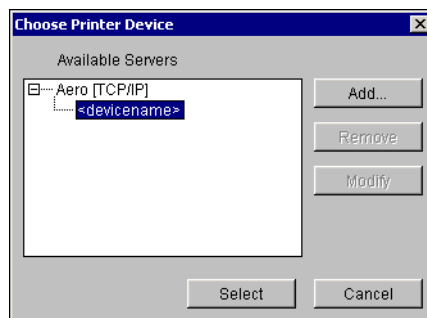 Choose Printer Device
Available Servers
Aero [TCP/IP]
<devicename>
Add...
Remove
Modify
Select
Cancel